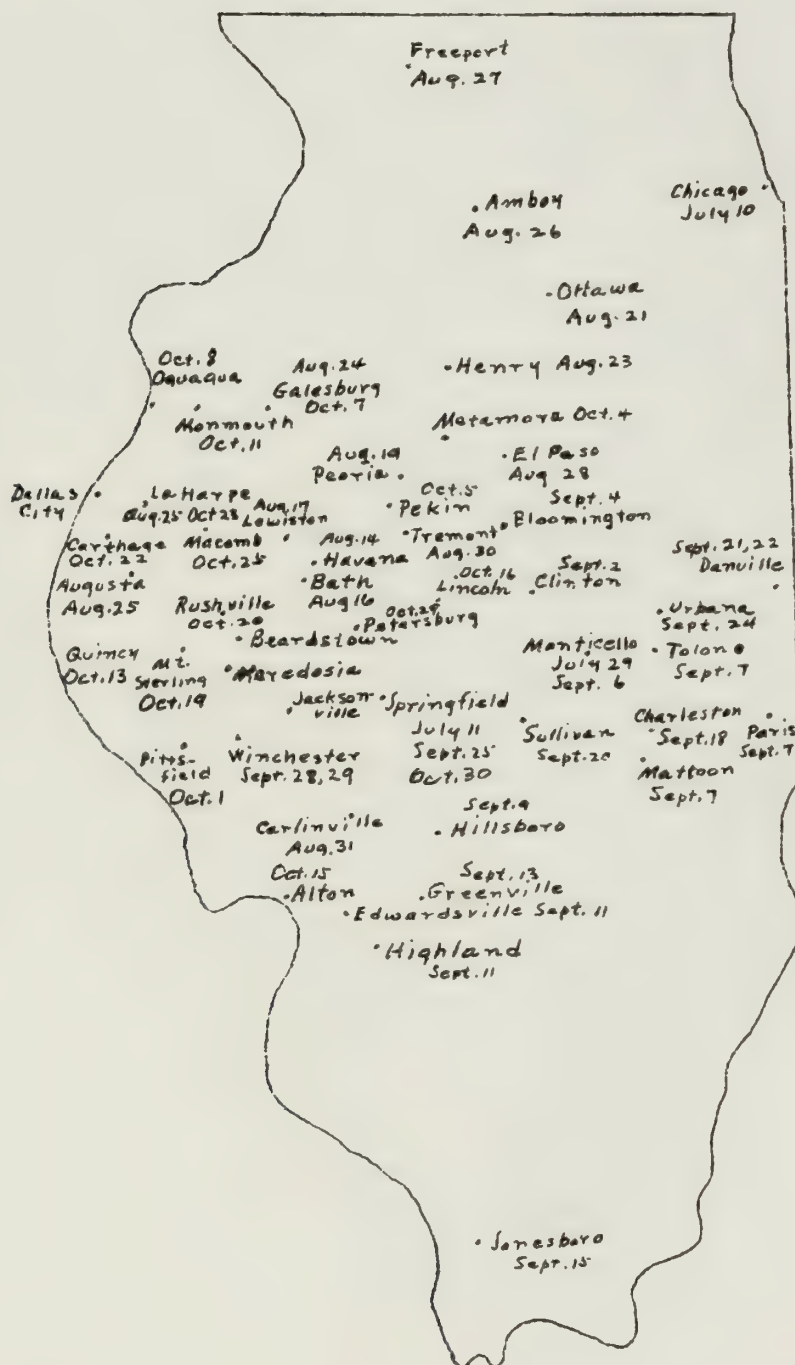 Freeport
Aug. 27
Amboy
Aug. 26
Chicago
July 10
Ottawa
Aug. 21
Oct. 8
Oquaqua
Aug. 24
Galesburg
Oct. 7
Henry Aug. 23
Monmouth
Oct. 11
Metamora Oct. 4
Aug. 19
Peoria
El Paso
Aug 28
Dallas
City
La Harpe
Aug. 25 Oct 23
Aug. 17
Lewiston
Oct. 5
Pekin
Sept. 4
Bloomington
Carthage
Oct. 22
Macomb
Oct. 25
Aug. 14
Havana
Tremont
Aug. 30
Sept. 21, 22
Danville
Augusta
Aug. 25
Rushville
Oct. 20
Bath
Aug 16
Oct. 16
Lincoln
Sept. 2
Clinton
Oct. 29
Petersburg
Urbana
Sept. 24
Beardstown
Quincy
Oct. 13
Mt.
Sterling
Oct. 19
Meredosia
Monticello
July 29
Sept. 6
Tolono
Sept. 7
Jackson-
ville
Springfield
July 11
Sept. 25
Oct. 30
Sullivan
Sept. 20
Charleston
Sept. 18
Paris
Sept. 7
Pitts-
field
Oct. 1
Winchester
Sept. 28, 29
Mattoon
Sept. 7
Carlinville
Aug. 31
Sept. 9
Hillsboro
Oct. 15
Alton
Sept. 13
Greenville
Edwardsville Sept. 11
Highland
Sept. 11
Jonesboro
Sept. 15